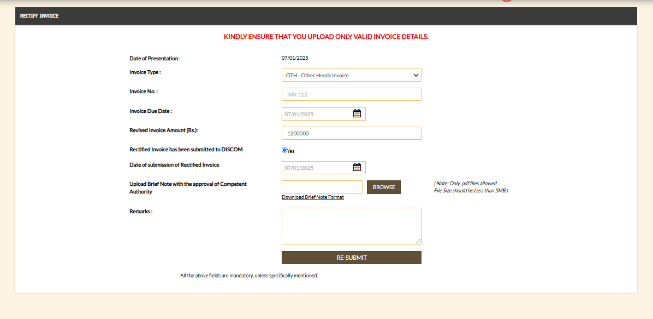 RECTIFY INVOICE
KINDLY ENSURE THAT YOU UPLOAD ONLY VALID INVOICE DETAILS.
Date of Presentation : 07/01/2025
Invoice Type : OTH - Other Heads Invoice
Invoice No. : INV-112
Invoice Due Date : 07/01/2025
Revised Invoice Amount (Rs.): 1200000
Rectified Invoice has been submitted to DISCOM Yes
Date of submission of Rectified Invoice 07/01/2025
Upload Brief Note with the approval of Competent Authority BROWSE ( Note: Only .pdf files allowed
File Size should be Less than 5MB.)
Download Brief Note Format
Remarks :
RE-SUBMIT
All the above fields are mandatory, unless specifically mentioned.